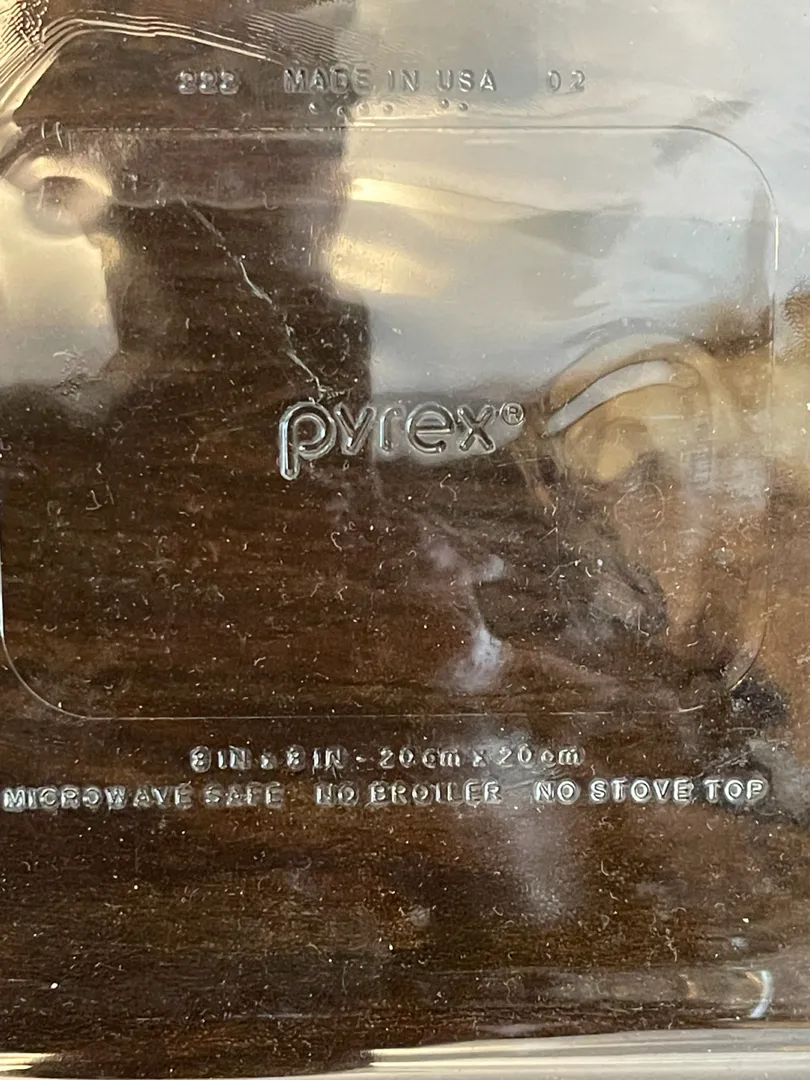 222 MADE IN USA 02
pyrex®
8 IN x 8 IN - 20 cm x 20 cm
MICROWAVE SAFE NO BROILER NO STOVE TOP